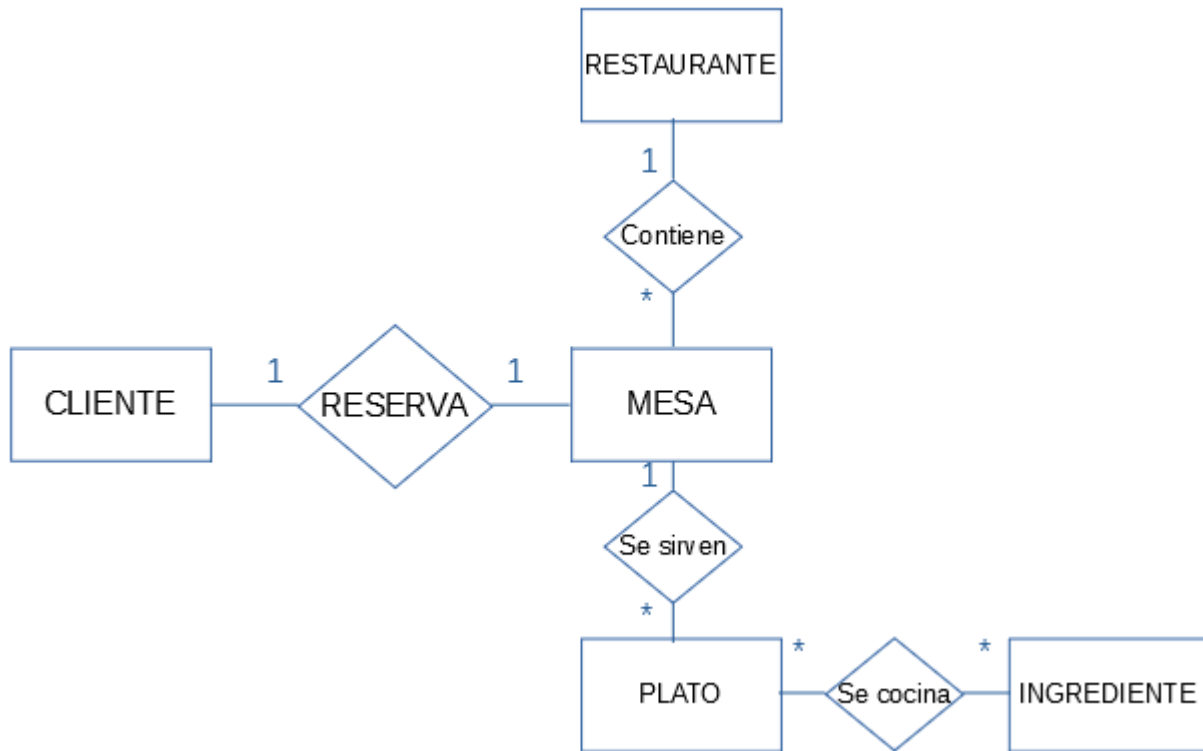 RESTAURANTE
1
Contiene
*
CLIENTE
1
RESERVA
1
MESA
1
Se sirven
*
PLATO
*
Se cocina
*
INGREDIENTE